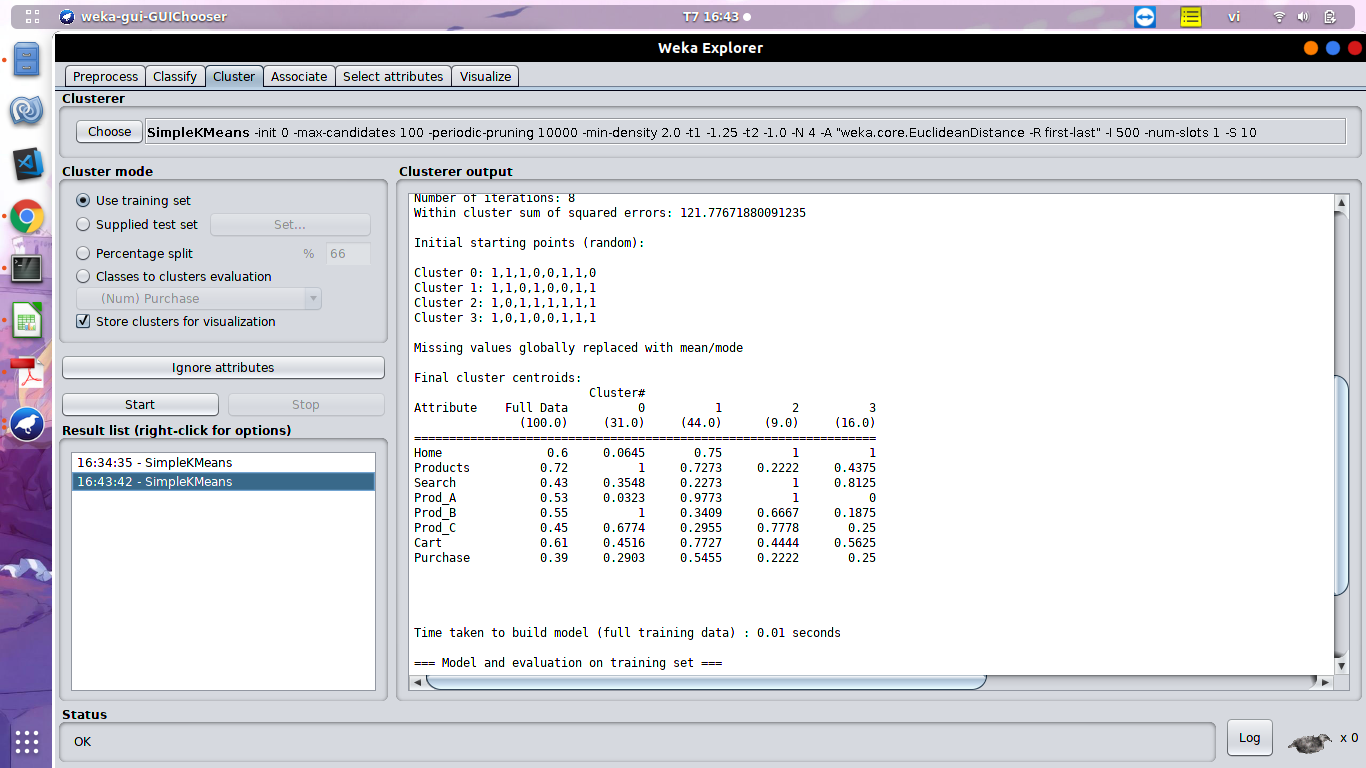 weka-gui-GUIChooser
T7 16:43
vi
Weka Explorer
Preprocess Classify Cluster Associate Select attributes Visualize
Clusterer
Choose SimpleKMeans -init 0 -max-candidates 100 -periodic-pruning 10000 -min-density 2.0 -t1 -1.25 -t2 -1.0 -N 4 -A "weka.core.EuclideanDistance -R first-last" -I 500 -num-slots 1 -S 10
Cluster mode
Use training set
Supplied test set Set...
Percentage split % 66
Classes to clusters evaluation
(Num) Purchase
Store clusters for visualization
Ignore attributes
Start Stop
Result list (right-click for options)
16:34:35 - SimpleKMeans
16:43:42 - SimpleKMeans
Clusterer output
Number of iterations: 8
Within cluster sum of squared errors: 121.77671880091235
Initial starting points (random):
Cluster 0: 1,1,1,0,0,1,1,0
Cluster 1: 1,1,0,1,0,0,1,1
Cluster 2: 1,0,1,1,1,1,1,1
Cluster 3: 1,0,1,0,0,1,1,1
Missing values globally replaced with mean/mode
Final cluster centroids:
Cluster#
Attribute Full Data 0 1 2 3
(100.0) (31.0) (44.0) (9.0) (16.0)
==================================================================
Home 0.6 0.0645 0.75 1 1
Products 0.72 1 0.7273 0.2222 0.4375
Search 0.43 0.3548 0.2273 1 0.8125
Prod_A 0.53 0.0323 0.9773 1 0
Prod_B 0.55 1 0.3409 0.6667 0.1875
Prod_C 0.45 0.6774 0.2955 0.7778 0.25
Cart 0.61 0.4516 0.7727 0.4444 0.5625
Purchase 0.39 0.2903 0.5455 0.2222 0.25
Time taken to build model (full training data) : 0.01 seconds
=== Model and evaluation on training set ===
Status
OK
Log
x 0